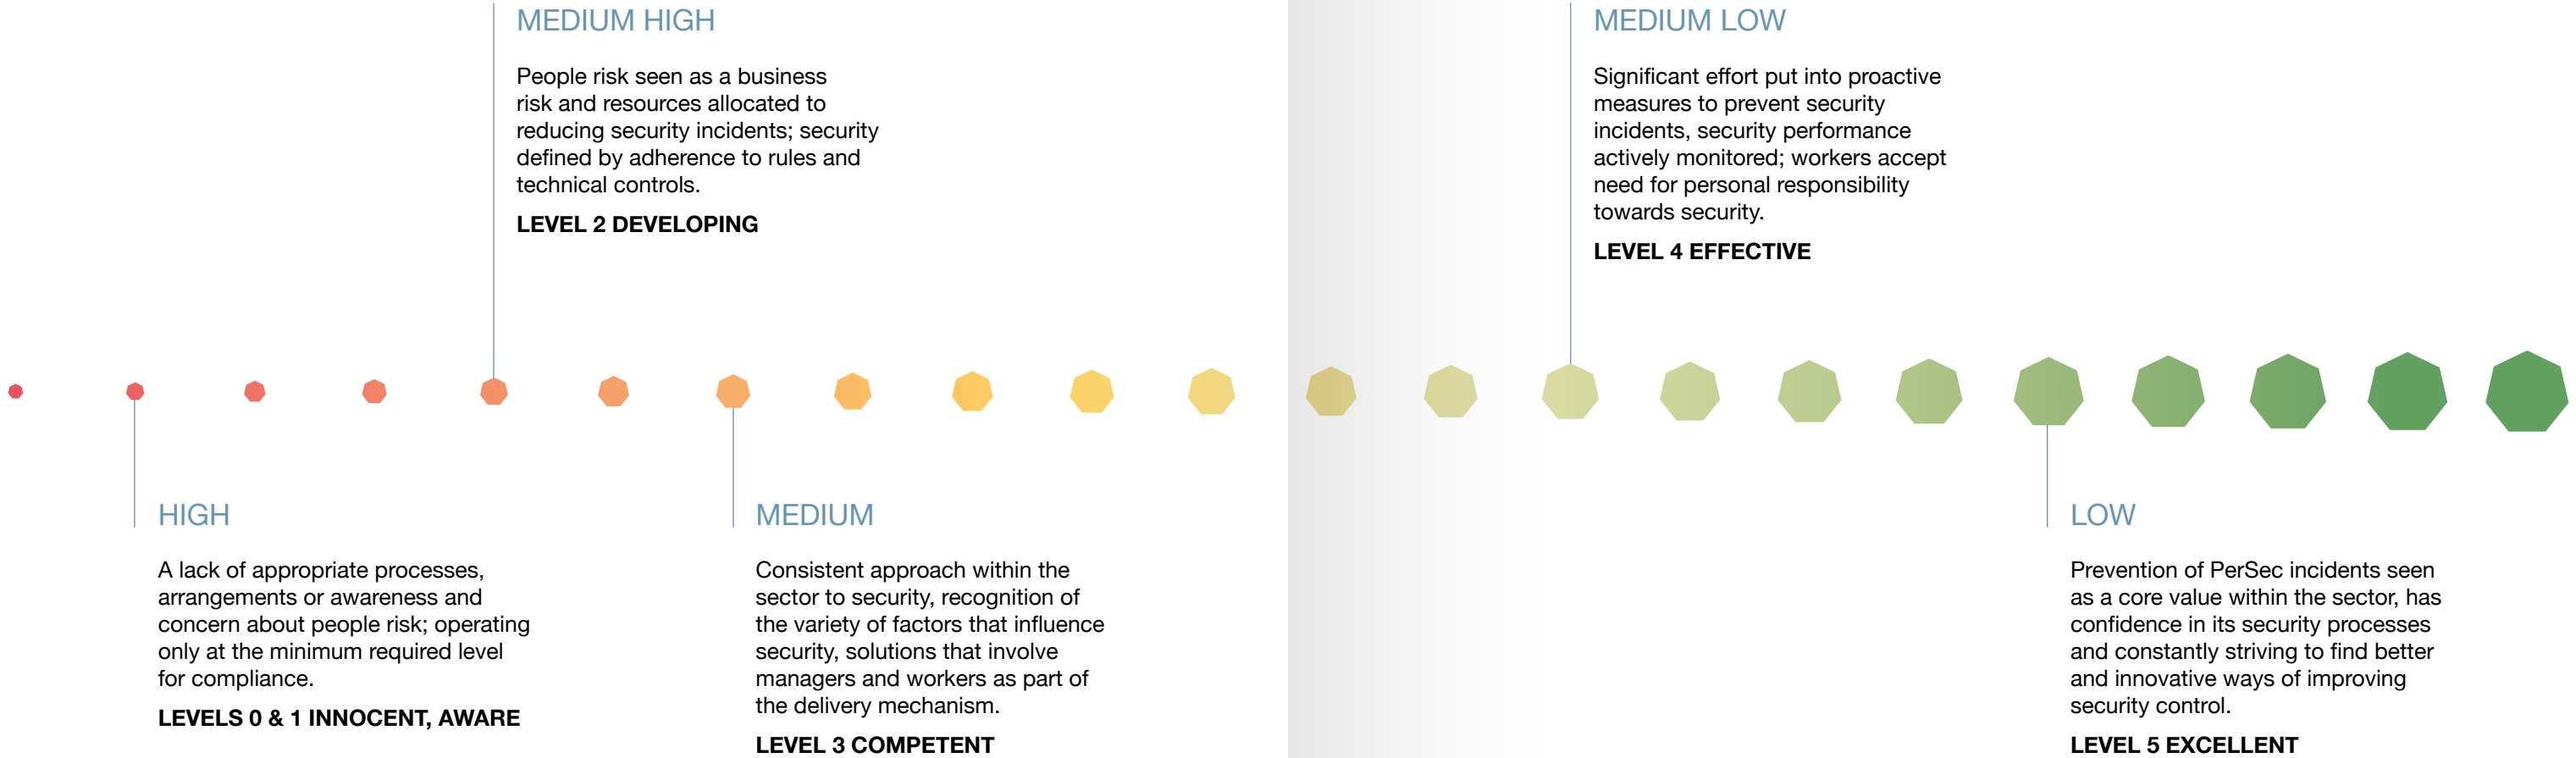 MEDIUM HIGH
People risk seen as a business
risk and resources allocated to
reducing security incidents; security
defined by adherence to rules and
technical controls.
LEVEL 2 DEVELOPING
MEDIUM LOW
Significant effort put into proactive
measures to prevent security
incidents, security performance
actively monitored; workers accept
need for personal responsibility
towards security.
LEVEL 4 EFFECTIVE
HIGH
A lack of appropriate processes,
arrangements or awareness and
concern about people risk; operating
only at the minimum required level
for compliance.
LEVELS 0 & 1 INNOCENT, AWARE
MEDIUM
Consistent approach within the
sector to security, recognition of
the variety of factors that influence
security, solutions that involve
managers and workers as part of
the delivery mechanism.
LEVEL 3 COMPETENT
LOW
Prevention of PerSec incidents seen
as a core value within the sector, has
confidence in its security processes
and constantly striving to find better
and innovative ways of improving
security control.
LEVEL 5 EXCELLENT